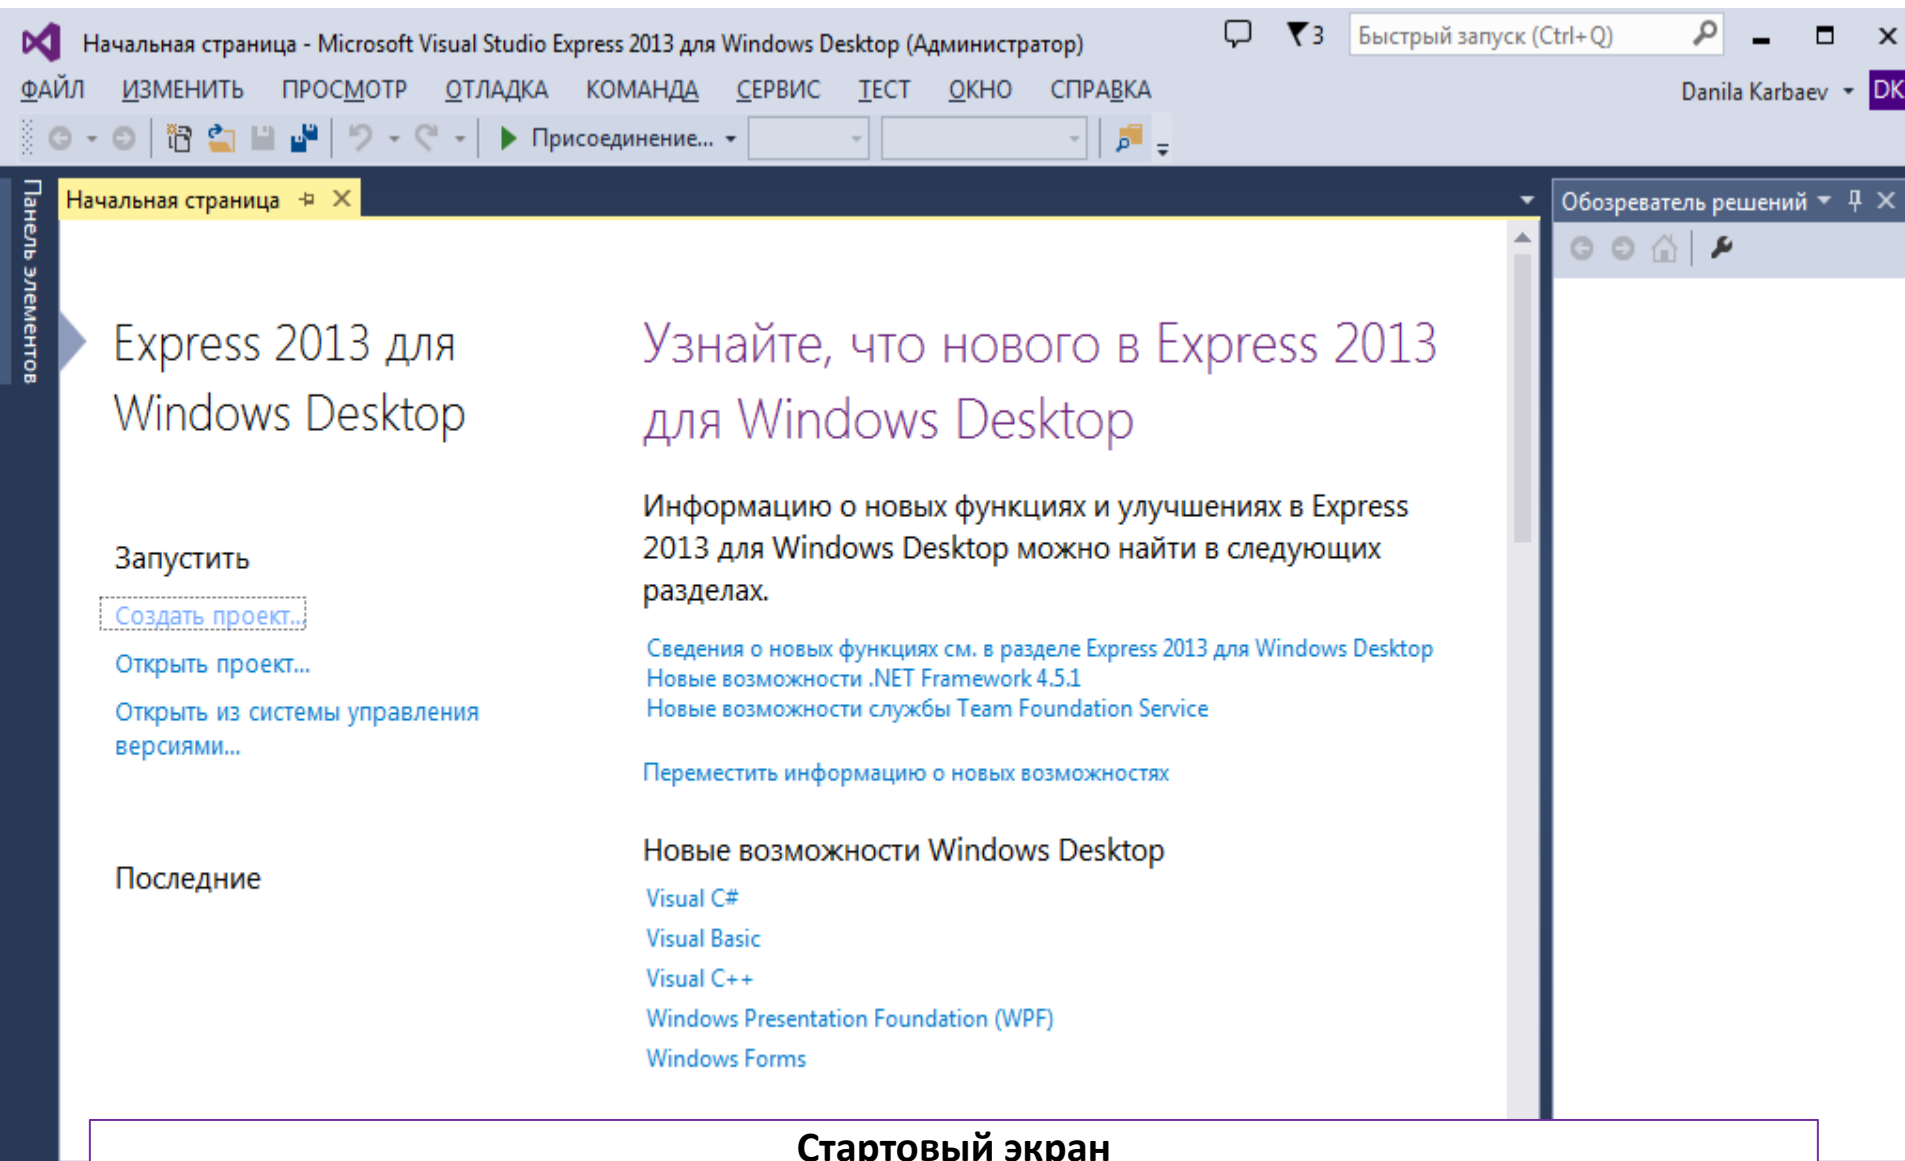 Начальная страница - Microsoft Visual Studio Express 2013 для Windows Desktop (Администратор)
3
Быстрый запуск (Ctrl+Q)
ФАЙЛ ИЗМЕНИТЬ ПРОСМОТР ОТЛАДКА КОМАНДА СЕРВИС ТЕСТ ОКНО СПРАВКА
Danila Karbaev DK
Присоединение...
Панель элементов
Начальная страница
Обозреватель решений
Express 2013 для
Windows Desktop
Запустить
Создать проект...
Открыть проект...
Открыть из системы управления
версиями...
Последние
Узнайте, что нового в Express 2013
для Windows Desktop
Информацию о новых функциях и улучшениях в Express
2013 для Windows Desktop можно найти в следующих
разделах.
Сведения о новых функциях см. в разделе Express 2013 для Windows Desktop
Новые возможности .NET Framework 4.5.1
Новые возможности службы Team Foundation Service
Переместить информацию о новых возможностях
Новые возможности Windows Desktop
Visual C#
Visual Basic
Visual C++
Windows Presentation Foundation (WPF)
Windows Forms
Стартовый экран